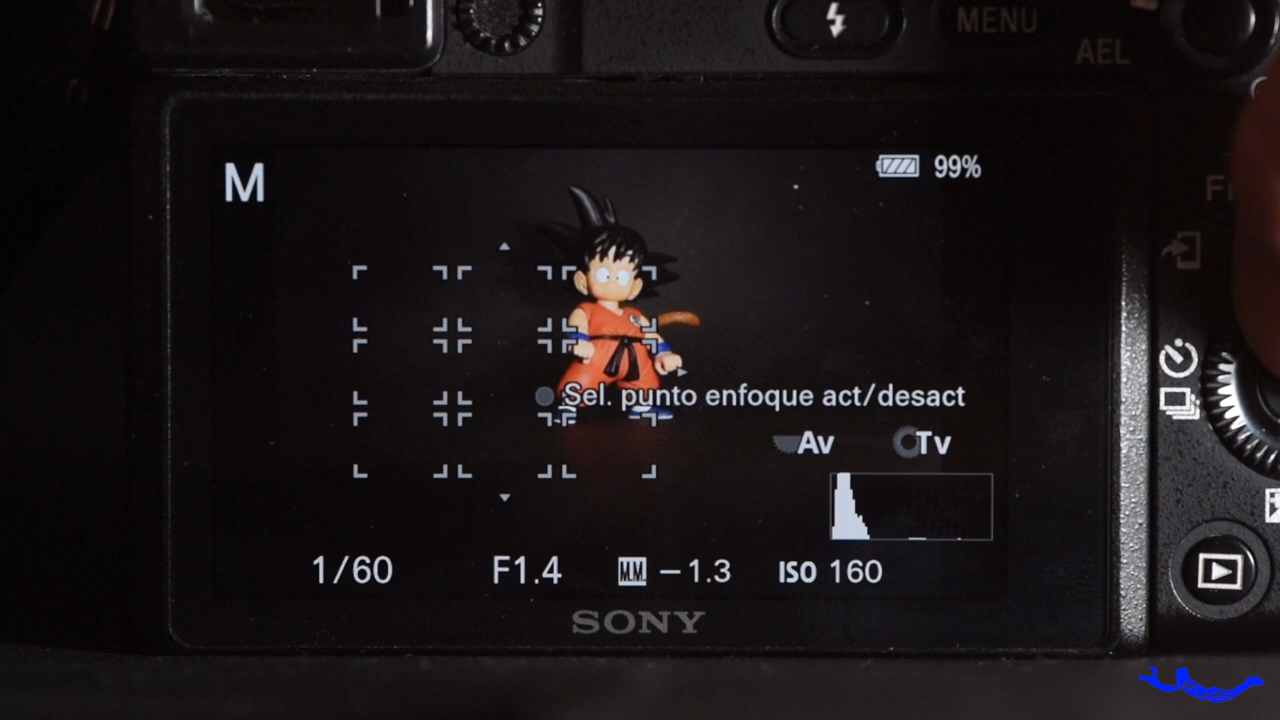 MENU
AEL
M
99%
Sel. punto enfoque act/desact
Av
Tv
1/60
F1.4
M.M. −1.3
ISO 160
SONY